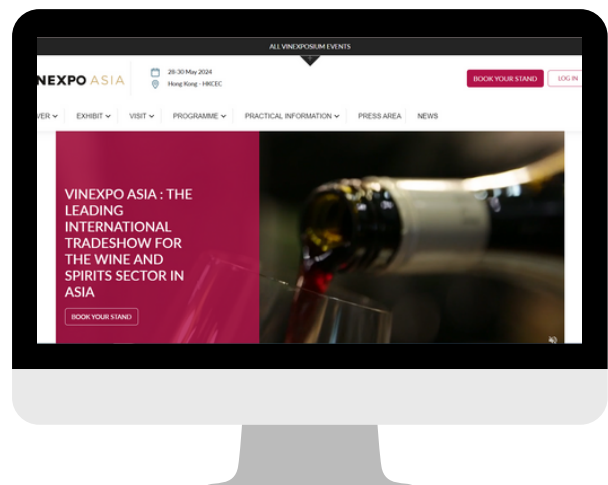 ALL VINEXPOSIUM EVENTS
NEXPO ASIA
28-30 May 2024
Hong Kong - HKCEC
BOOK YOUR STAND
LOG IN
VER
EXHIBIT
VISIT
PROGRAMME
PRACTICAL INFORMATION
PRESS AREA
NEWS
VINEXPO ASIA : THE
LEADING
INTERNATIONAL
TRADESHOW FOR
THE WINE AND
SPIRITS SECTOR IN
ASIA
BOOK YOUR STAND